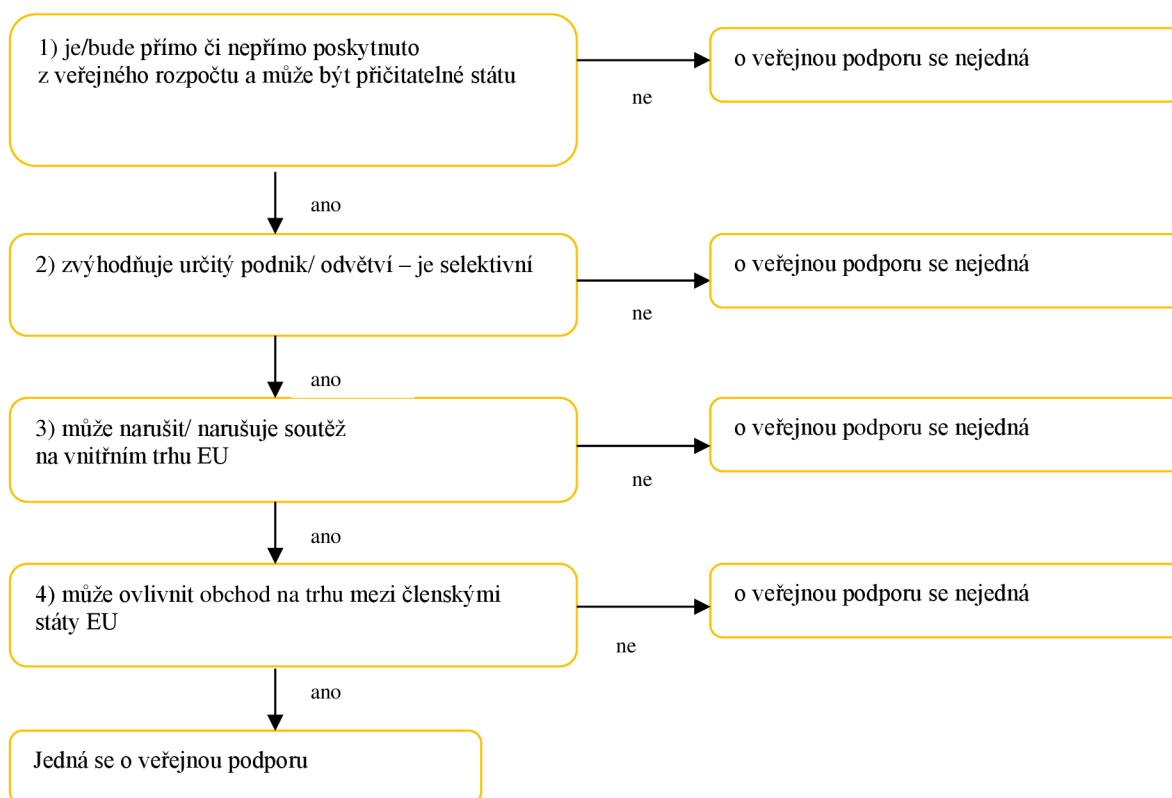 1) je/bude přímo či nepřímo poskytnuto
z veřejného rozpočtu a může být přičitatelné státu
o veřejnou podporu se nejedná
ne
ano
2) zvýhodňuje určitý podnik/ odvětví – je selektivní
o veřejnou podporu se nejedná
ne
ano
3) může narušit/ narušuje soutěž
na vnitřním trhu EU
o veřejnou podporu se nejedná
ne
ano
4) může ovlivnit obchod na trhu mezi členskými
státy EU
o veřejnou podporu se nejedná
ne
ano
Jedná se o veřejnou podporu